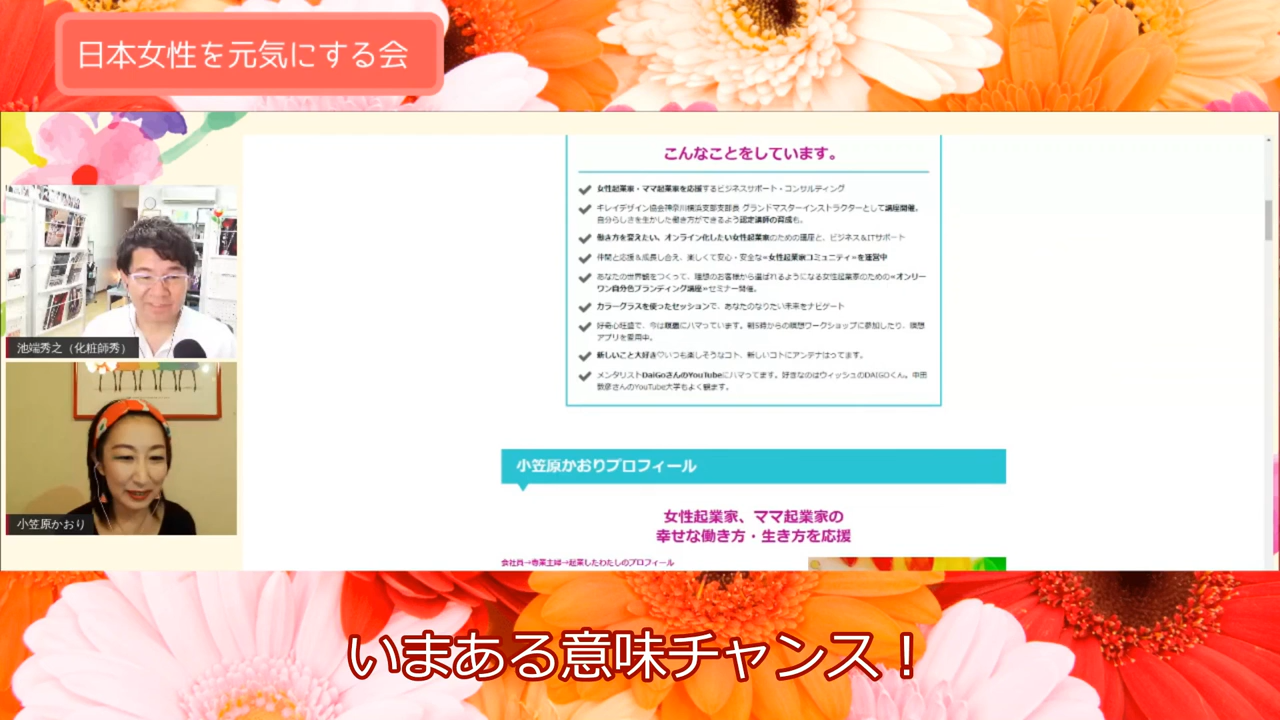 日本女性を元気にする会
こんなことをしています。
女性起業家・ママ起業家を応援するビジネスサポート・コンサルティング
キレイデザイン協会神奈川横浜支部支部長 グランドマスターインストラクターとして講座開催。
自分らしさを生かした働き方ができるよう認定講師の育成も。
働き方を変えたい、オンライン化したい女性起業家のための講座と、ビジネス&ITサポート
仲間と応援&成長し合え、楽しくて安心・安全な=女性起業家コミュニティ=を運営中
あなたの世界観をつくって、理想のお客様から選ばれるようになる女性起業家のための=オンリー
ワン自分色ブランディング講座=セミナー開催。
カラーグラスを使ったセッションで、あなたのなりたい未来をナビゲート
好奇心旺盛で、今は瞑想にハマっています。朝5時からの瞑想ワークショップに参加したり、瞑想
アプリを愛用中。
新しいこと大好き♡いつも楽しそうなコト、新しいコトにアンテナはってます。
メンタリストDaiGoさんのYouTubeにハマってます。好きなのはウィッシュのDAIGOくん。中田
敦彦さんのYouTube大学もよく観ます。
池端秀之(化粧師秀)
小笠原かおり
小笠原かおりプロフィール
女性起業家、ママ起業家の
幸せな働き方・生き方を応援
会社員→専業主婦→起業したわたしのプロフィール
いまある意味チャンス!